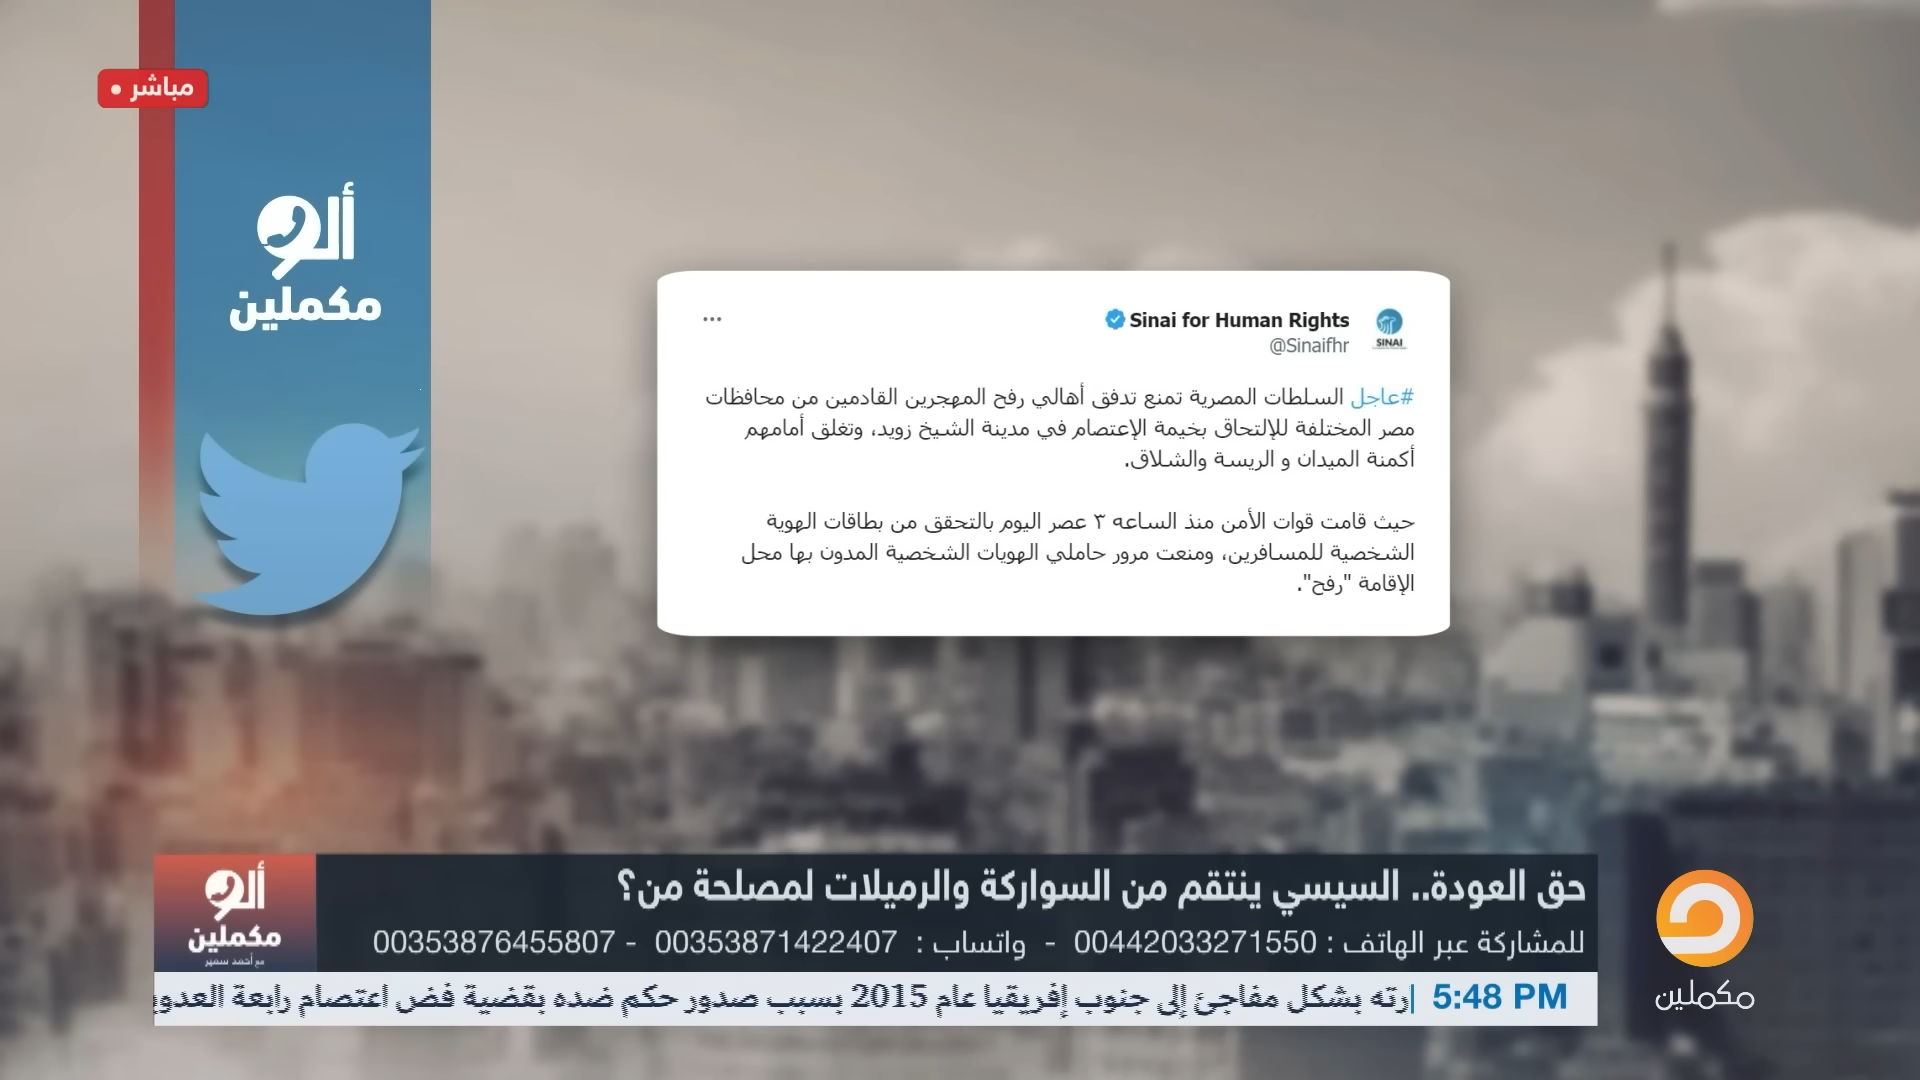 مباشر
ألو
مكملين
Sinai for Human Rights
@Sinaifhr
SINAI
#عاجل السلطات المصرية تمنع تدفق أهالي رفح المهجرين القادمين من محافظات
مصر المختلفة للإلتحاق بخيمة الإعتصام في مدينة الشيخ زويد، وتغلق أمامهم
أكمنة الميدان و الريسة والشلاق.
حيث قامت قوات الأمن منذ الساعه ٣ عصر اليوم بالتحقق من بطاقات الهوية
الشخصية للمسافرين، ومنعت مرور حاملي الهويات الشخصية المدون بها محل
الإقامة "رفح".
حق العودة.. السيسي ينتقم من السواركة والرميلات لمصلحة من؟
للمشاركة عبر الهاتف : 00442033271550 - واتساب : 00353871422407 - 00353876455807
ألو
مكملين
مع أحمد سمير
5:48 PM
رته بشكل مفاجئ إلى جنوب إفريقيا عام 2015 بسبب صدور حكم ضده بقضية فض اعتصام رابعة العدو
مكملين